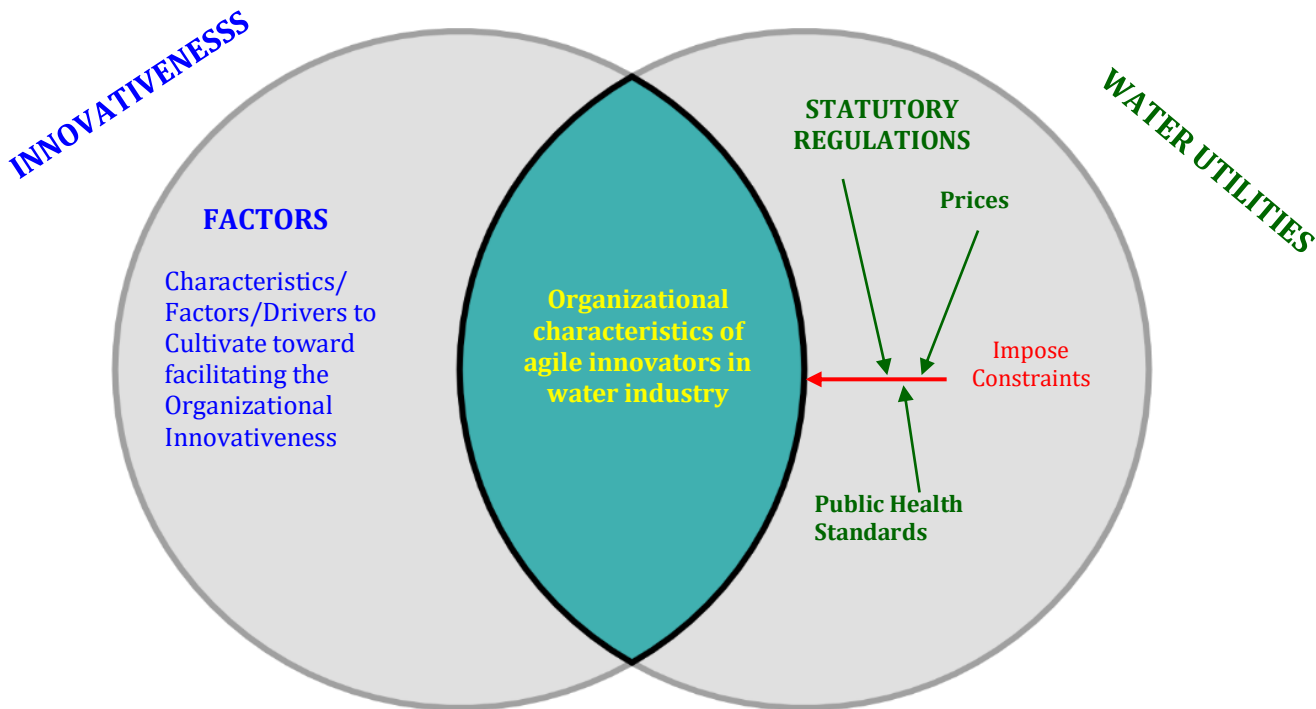 INNOVATIVENESSS
WATER UTILITIES
FACTORS
Characteristics/
Factors/Drivers to
Cultivate toward
facilitating the
Organizational
Innovativeness
Organizational
characteristics of
agile innovators in
water industry
STATUTORY
REGULATIONS
Prices
Impose
Constraints
Public Health
Standards